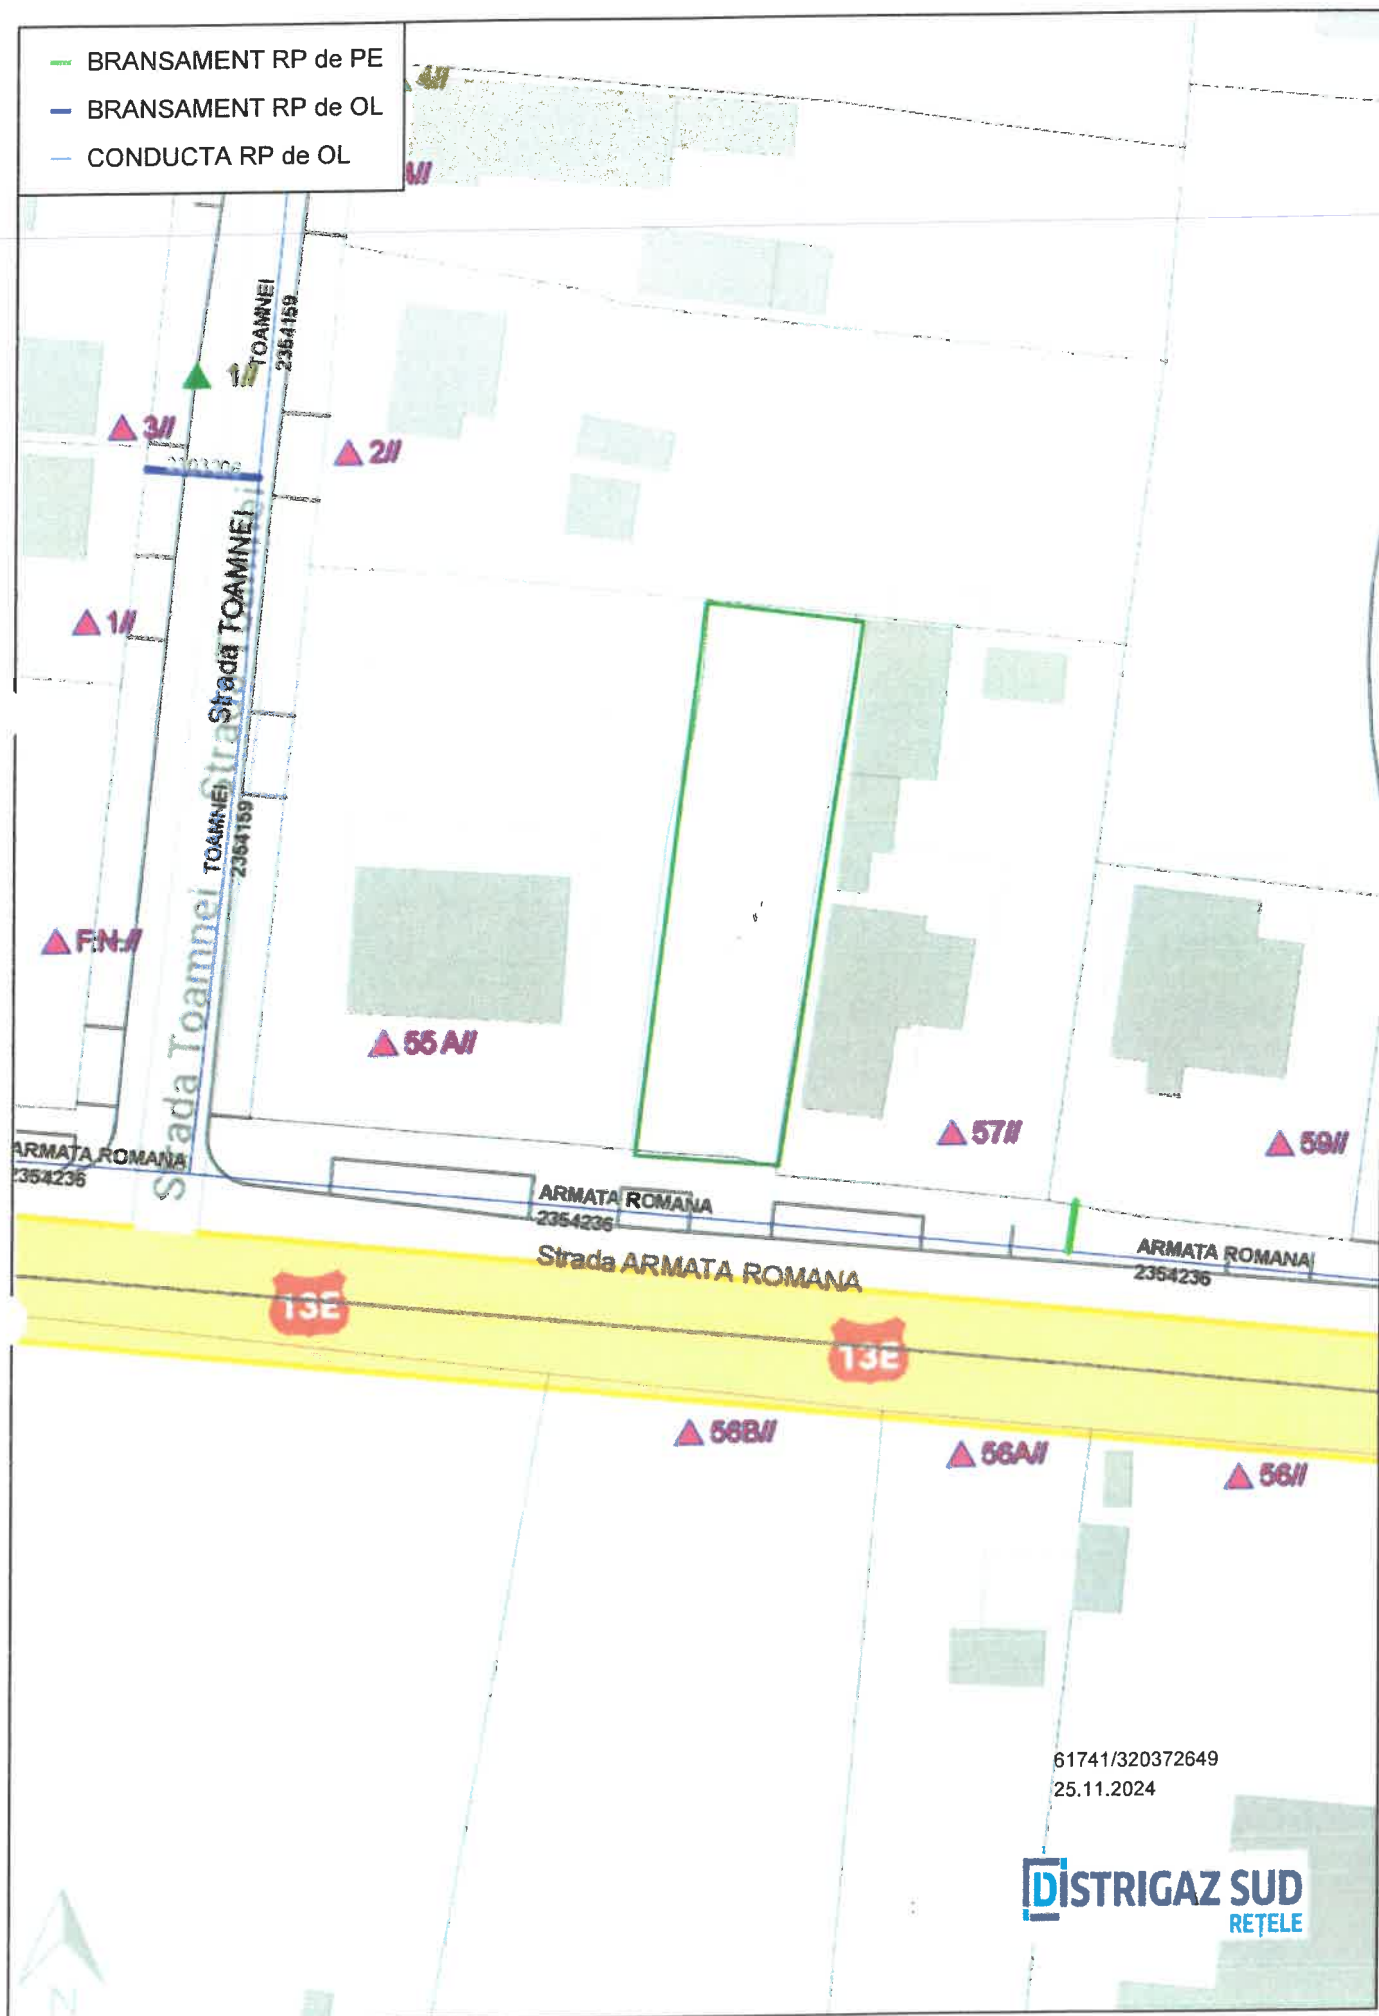 BRANSAMENT RP de PE
BRANSAMENT RP de OL
CONDUCTA RP de OL
4//
A//
TOAMNEI
2354159
1//
3//
2//
Strada TOAMNEI
1//
TOAMNEI
2354159
Strada Toamnei
F.N.//
55 A//
57//
59//
ARMATA ROMANA
2354236
ARMATA ROMANA
2354236
ARMATA ROMANA
2354236
Strada ARMATA ROMANA
13E
13E
56B//
56A//
56//
61741/320372649
25.11.2024
DISTRIGAZ SUD
REȚELE
N